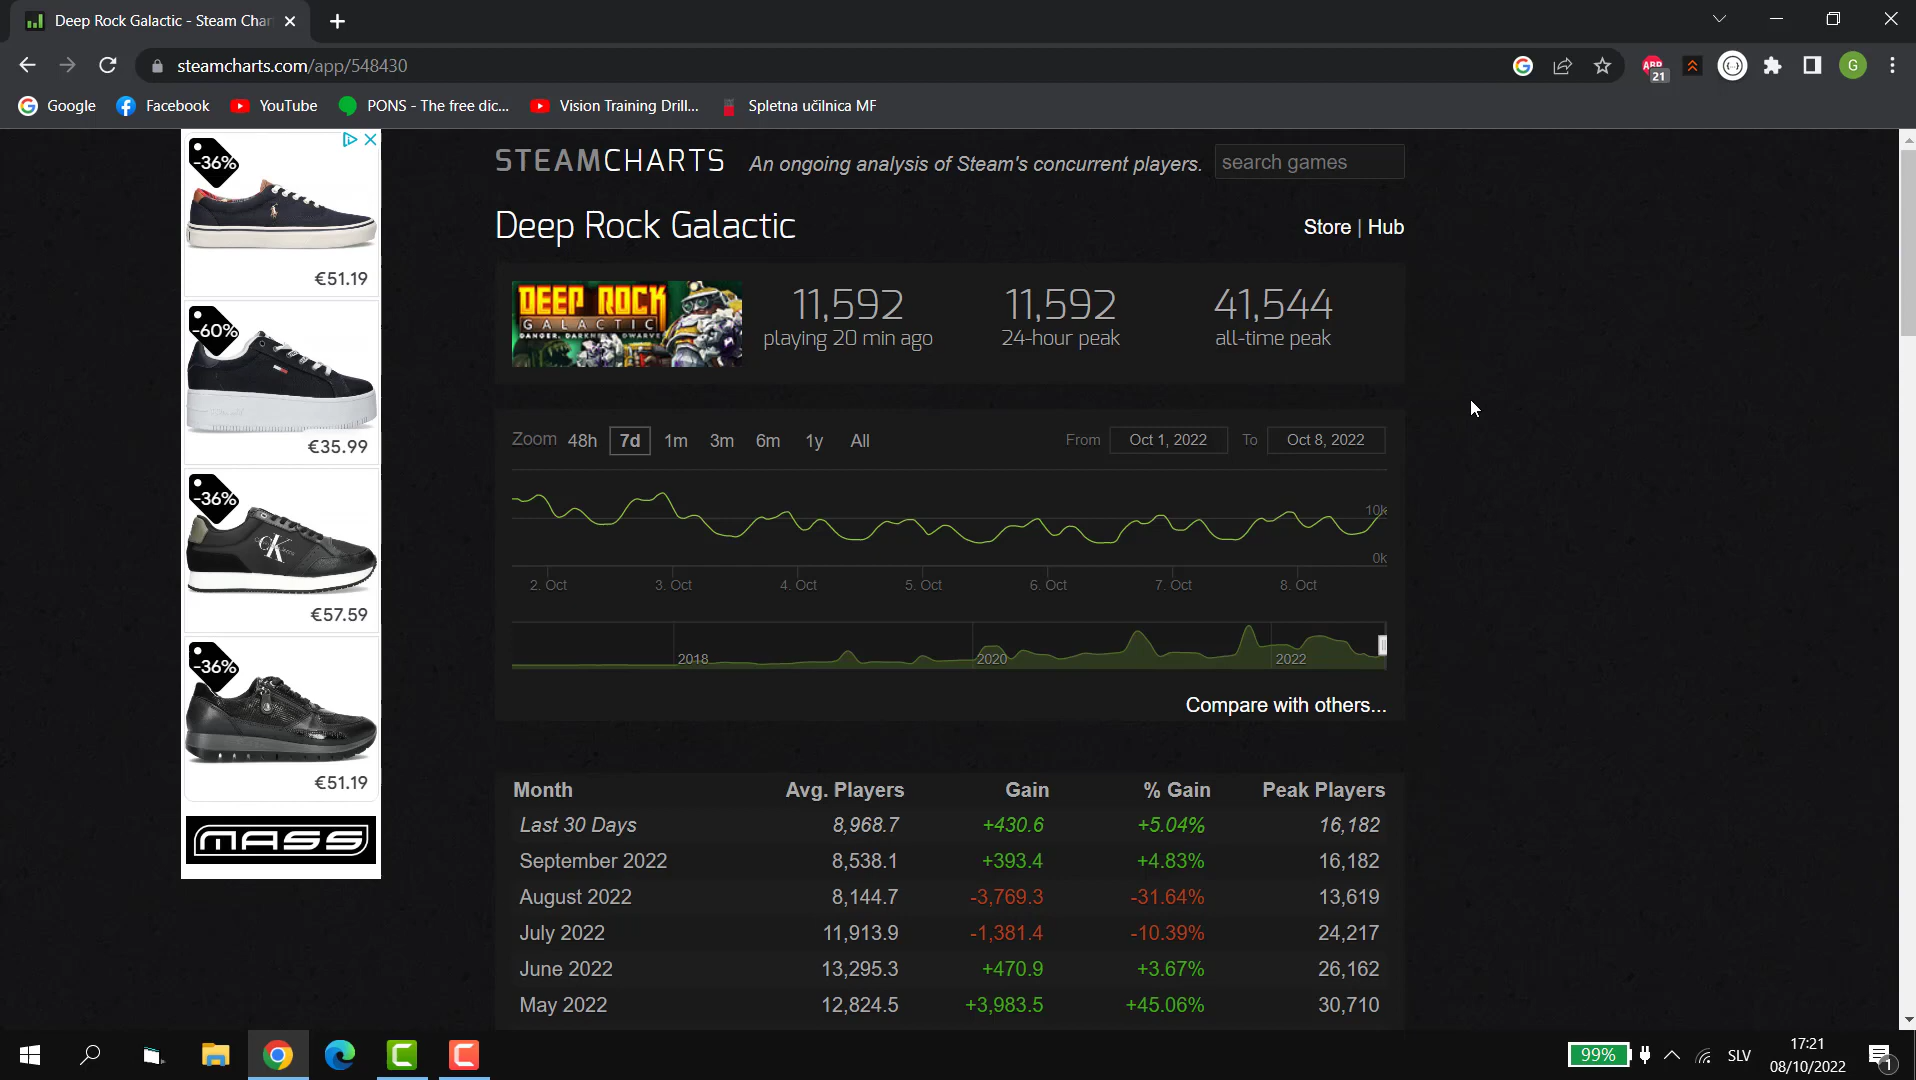 Deep Rock Galactic - Steam Char
steamcharts.com/app/548430
ABP
21
G
Google
Facebook
YouTube
PONS - The free dic...
Vision Training Drill...
Spletna učilnica MF
-36%
€51.19
-60%
€35.99
-36%
CK
€57.59
-36%
€51.19
MASS
STEAMCHARTS
An ongoing analysis of Steam's concurrent players.
search games
Deep Rock Galactic
Store | Hub
DEEP ROCK
GALACTIC
DANGER. DARKNESS. DWARVES.
11,592
playing 20 min ago
11,592
24-hour peak
41,544
all-time peak
Zoom 48h 7d 1m 3m 6m 1y All
From Oct 1, 2022 To Oct 8, 2022
10k
0k
2. Oct 3. Oct 4. Oct 5. Oct 6. Oct 7. Oct 8. Oct
2018 2020 2022
Compare with others...
Month Avg. Players Gain % Gain Peak Players
Last 30 Days 8,968.7 +430.6 +5.04% 16,182
September 2022 8,538.1 +393.4 +4.83% 16,182
August 2022 8,144.7 -3,769.3 -31.64% 13,619
July 2022 11,913.9 -1,381.4 -10.39% 24,217
June 2022 13,295.3 +470.9 +3.67% 26,162
May 2022 12,824.5 +3,983.5 +45.06% 30,710
99%
SLV
17:21
08/10/2022
1